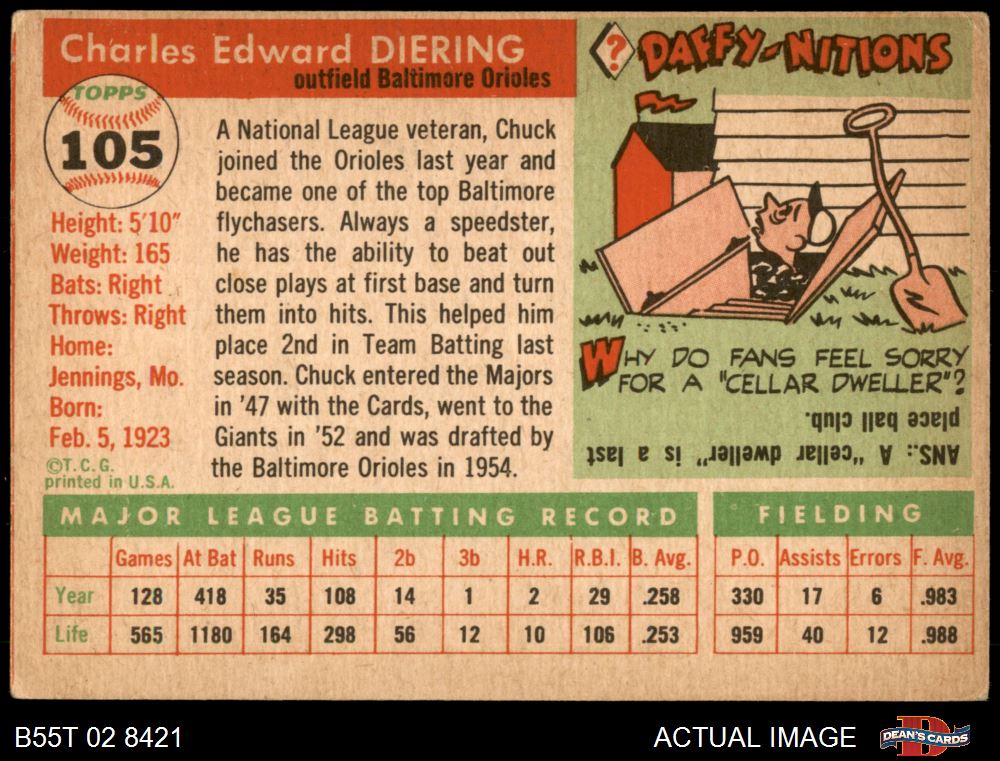 Charles Edward DIERING
outfield Baltimore Orioles
TOPPS
105
Height: 5'10"
Weight: 165
Bats: Right
Throws: Right
Home:
Jennings, Mo.
Born:
Feb. 5, 1923
©T.C.G.
printed in U.S.A.
A National League veteran, Chuck
joined the Orioles last year and
became one of the top Baltimore
flychasers. Always a speedster,
he has the ability to beat out
close plays at first base and turn
them into hits. This helped him
place 2nd in Team Batting last
season. Chuck entered the Majors
in '47 with the Cards, went to the
Giants in '52 and was drafted by
the Baltimore Orioles in 1954.
? DAFFY-NITIONS
WHY DO FANS FEEL SORRY
FOR A "CELLAR DWELLER"?
ANS.: A "cellar dweller" is a last
place ball club.
MAJOR LEAGUE BATTING RECORD
Games At Bat Runs Hits 2b 3b H.R. R.B.I. B. Avg.
Year 128 418 35 108 14 1 2 29 .258
Life 565 1180 164 298 56 12 10 106 .253
FIELDING
P.O. Assists Errors F. Avg.
330 17 6 .983
959 40 12 .988
B55T 02 8421
ACTUAL IMAGE
D
DEAN'S CARDS